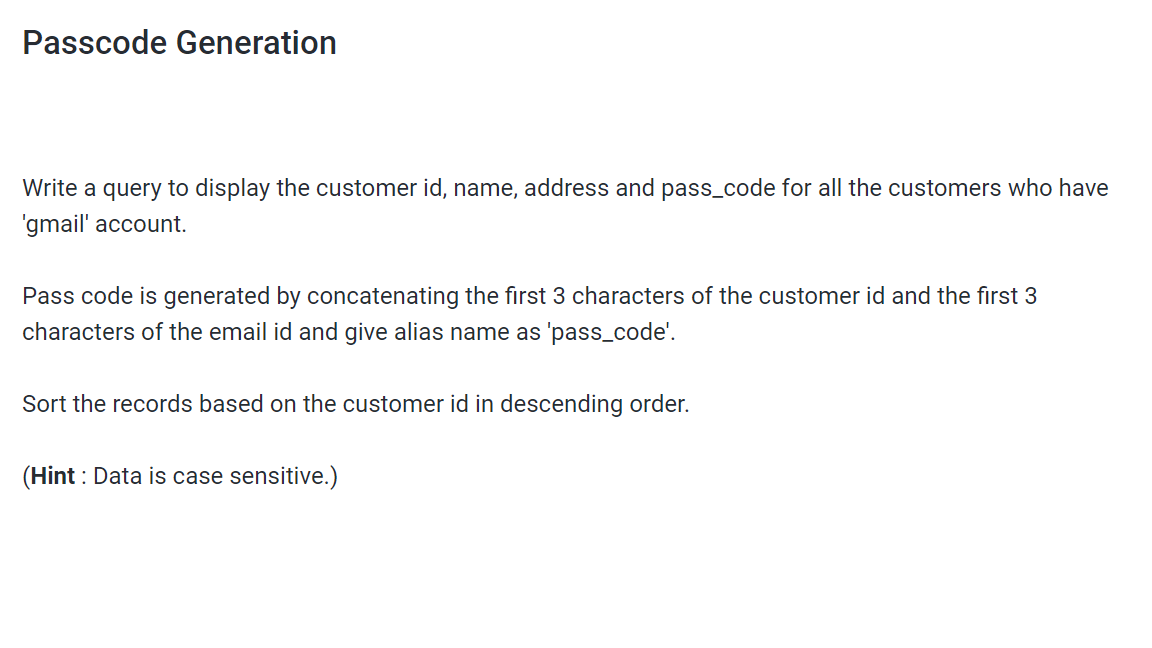 Passcode Generation
Write a query to display the customer id, name, address and pass_code for all the customers who have
'gmail' account.
Pass code is generated by concatenating the first 3 characters of the customer id and the first 3
characters of the email id and give alias name as 'pass_code'.
Sort the records based on the customer id in descending order.
(Hint : Data is case sensitive.)